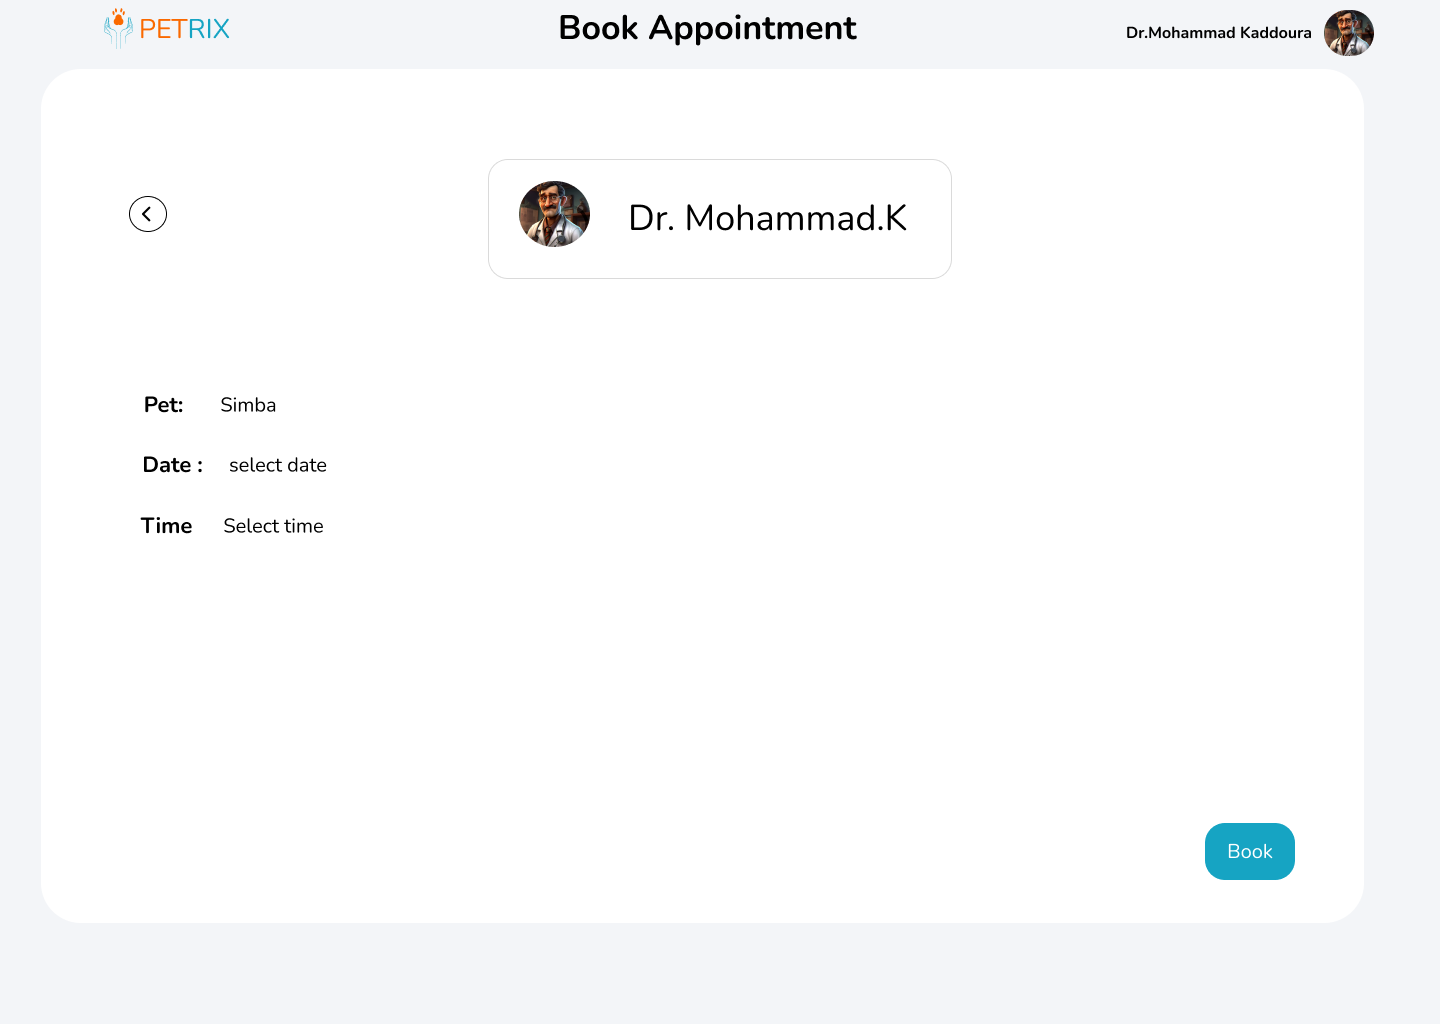 PETRIX
Book Appointment
Dr.Mohammad Kaddoura
Dr. Mohammad.K
Pet: Simba
Date : select date
Time Select time
Book